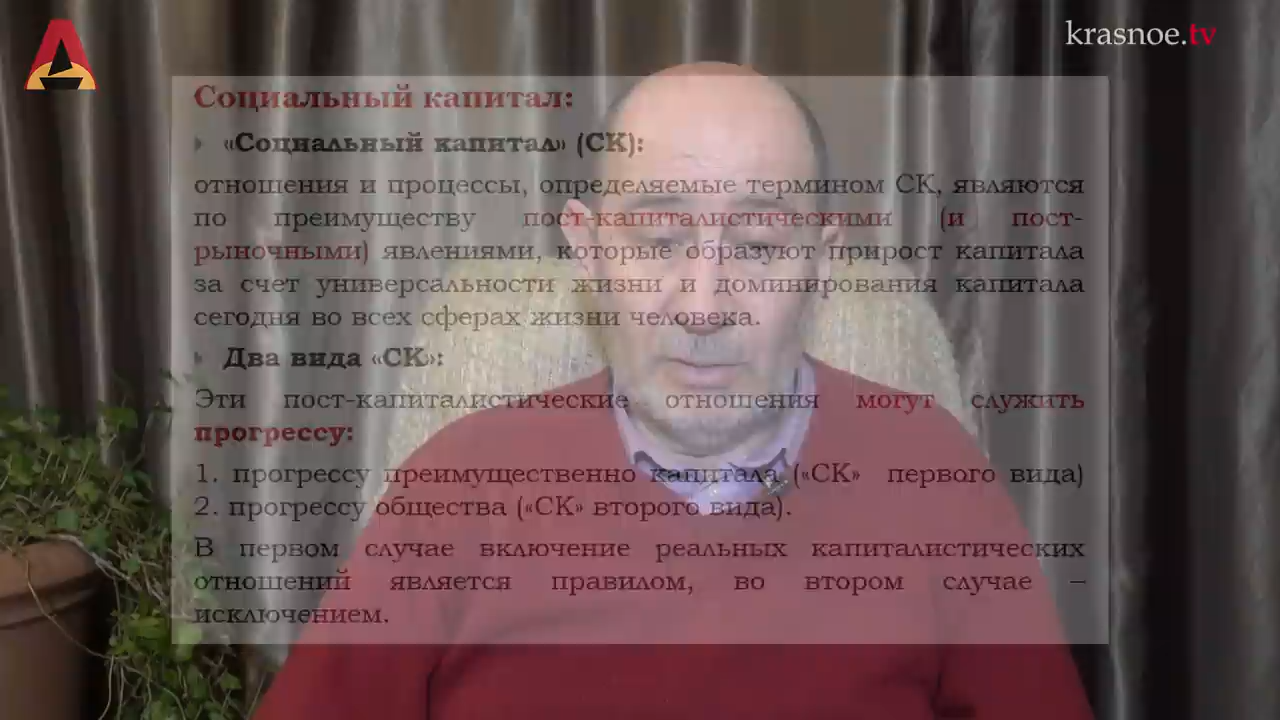 krasnoe.tv
Социальный капитал:
«Социальный капитал» (СК):
отношения и процессы, определяемые термином СК, являются
по преимуществу пост-капиталистическими (и пост-
рыночными) явлениями, которые образуют прирост капитала
за счет универсальности жизни и доминирования капитала
сегодня во всех сферах жизни человека.
Два вида «СК»:
Эти пост-капиталистические отношения могут служить
прогрессу:
1. прогрессу преимущественно капитала («СК» первого вида)
2. прогрессу общества («СК» второго вида).
В первом случае включение реальных капиталистических
отношений является правилом, во втором случае –
исключением.